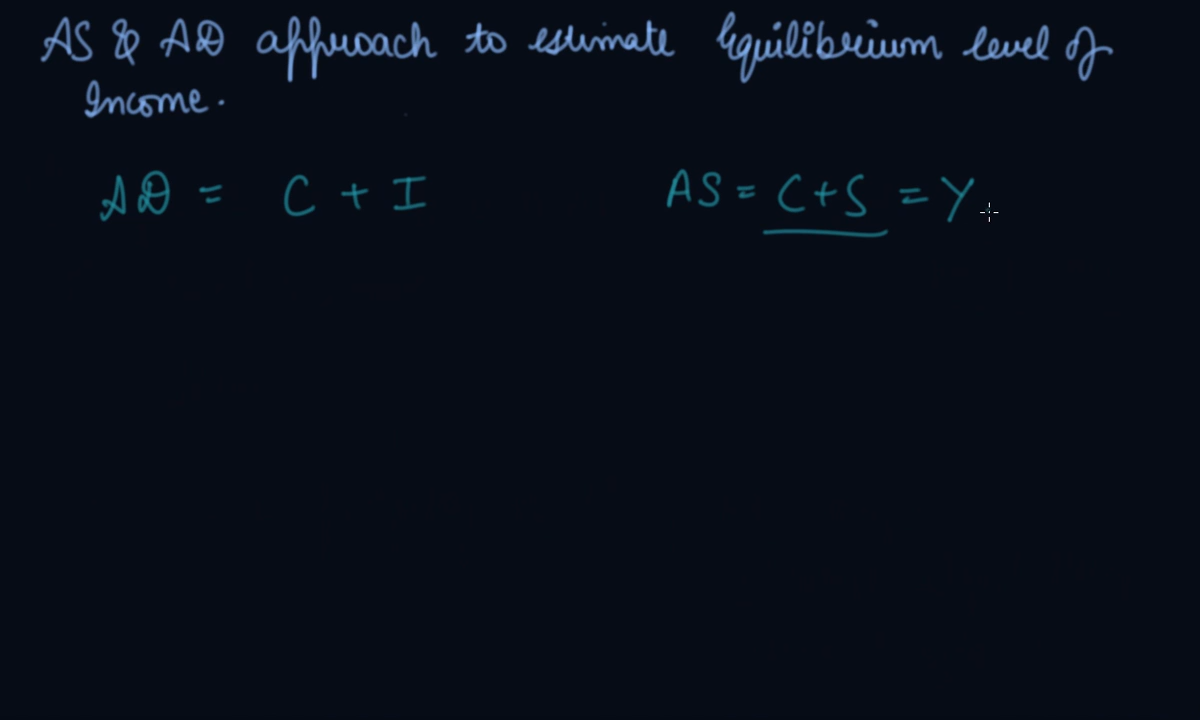 AS & AD approach to estimate Equilibrium level of
Income.
AD = C + I
AS = C+S = Y